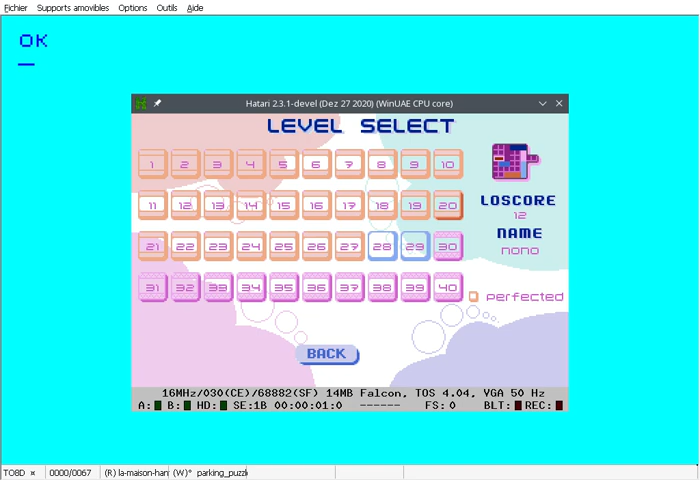 Fichier Supports amovibles Options Outils Aide
OK
Hatari 2.3.1-devel (Dez 27 2020) (WinUAE CPU core)
LEVEL SELECT
1 2 3 4 5 6 7 8 9 10
11 12 13 14 15 16 17 18 19 20
21 22 23 24 25 26 27 28 29 30
31 32 33 34 35 36 37 38 39 40
LOSCORE
12
NAME
nono
perfected
BACK
16MHz/030(CE)/68882(SF) 14MB Falcon, TOS 4.04, VGA 50 Hz
A: B: HD: SE:1B 00:00:01:0 ------ FS: 0 BLT: REC:
TO8D 0000/0067 (R) la-maison-han (W)* parking_puzzl